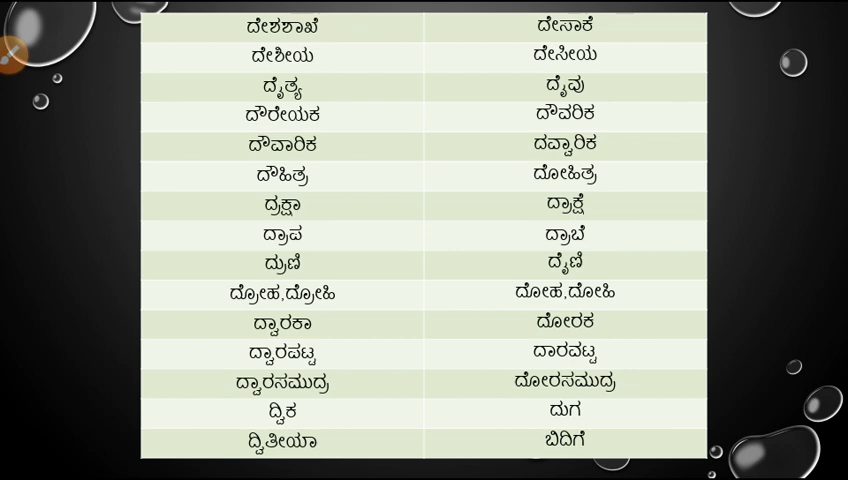 ದೇಶಶಾಖೆ ದೇಸಾಕೆ
ದೇಶೀಯ ದೇಸೀಯ
ದೈತ್ಯ ದೈವು
ದೌರೇಯಕ ದೌವರಿಕ
ದೌವಾರಿಕ ದವ್ವಾರಿಕ
ದೌಹಿತ್ರ ದೋಹಿತ್ರ
ದ್ರಕ್ಷಾ ದ್ರಾಕ್ಷೆ
ದ್ರಾಪ ದ್ರಾಬೆ
ದ್ರುಣಿ ದೈಣಿ
ದ್ರೋಹ,ದ್ರೋಹಿ ದೋಹ,ದೋಹಿ
ದ್ವಾರಕಾ ದೋರಕ
ದ್ವಾರಪಟ್ಟ ದಾರವಟ್ಟ
ದ್ವಾರಸಮುದ್ರ ದೋರಸಮುದ್ರ
ದ್ವಿಕ ದುಗ
ದ್ವಿತೀಯಾ ಬಿದಿಗೆ